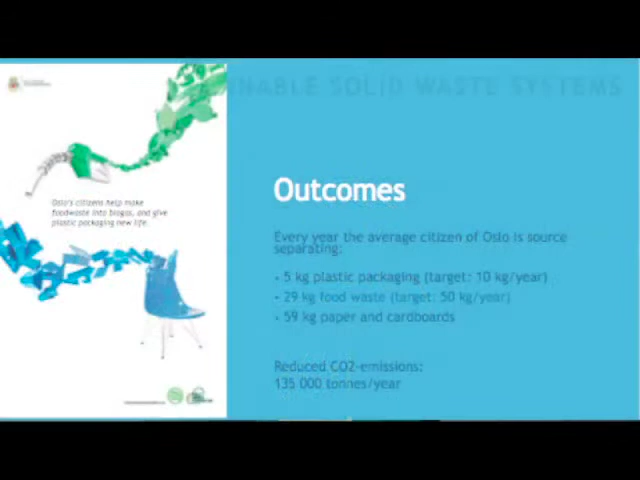 SOLID WASTE SYSTEMS
Oslo's citizens help make
foodwaste into biogas, and give
plastic packaging new life.
Outcomes
Every year the average citizen of Oslo is source
separating:
- 5 kg plastic packaging (target: 10 kg/year)
- 29 kg food waste (target: 50 kg/year)
- 59 kg paper and cardboards
Reduced CO2-emissions:
135 000 tonnes/year